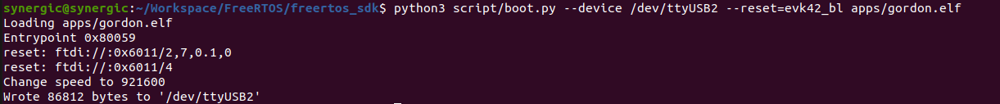 synergic@synergic:~/Workspace/FreeRTOS/freertos_sdk$ python3 script/boot.py --device /dev/ttyUSB2 --reset=evk42_bl apps/gordon.elf
Loading apps/gordon.elf
Entrypoint 0x80059
reset: ftdi://:0x6011/2,7,0.1,0
reset: ftdi://:0x6011/4
Change speed to 921600
Wrote 86812 bytes to '/dev/ttyUSB2'